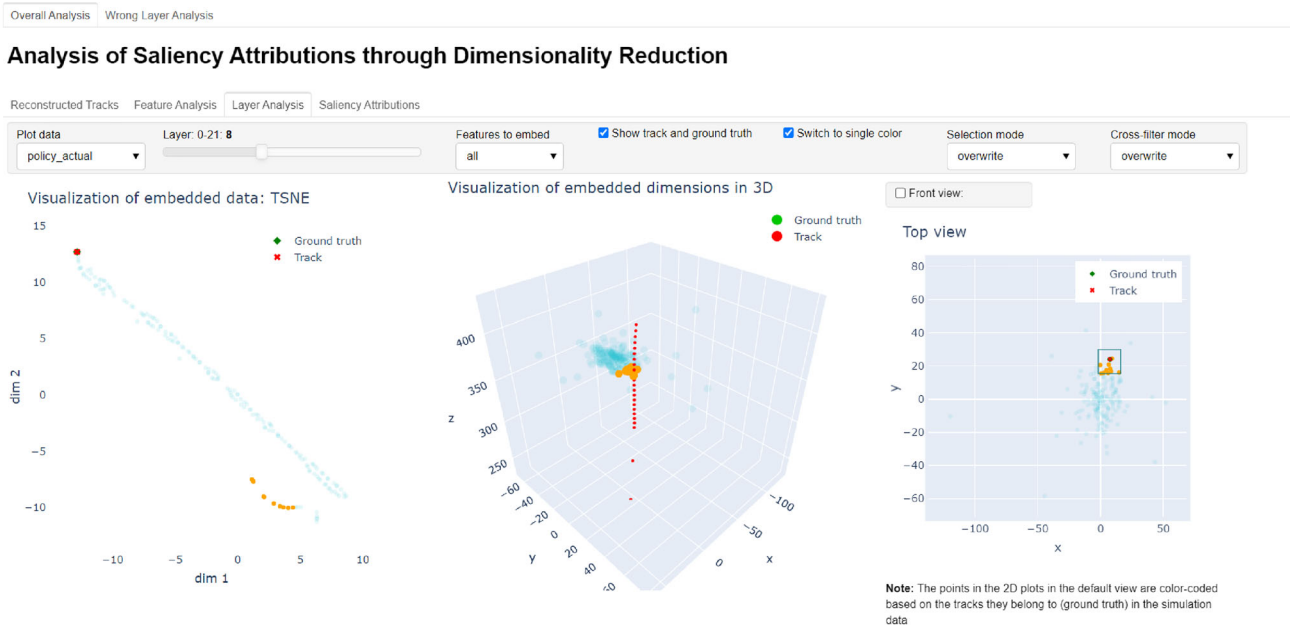 Overall Analysis Wrong Layer Analysis
Analysis of Saliency Attributions through Dimensionality Reduction
Reconstructed Tracks Feature Analysis Layer Analysis Saliency Attributions
Plot data
policy_actual
Layer: 0-21: 8
Features to embed
all
Show track and ground truth
Switch to single color
Selection mode
overwrite
Cross-filter mode
overwrite
Visualization of embedded data: TSNE
Ground truth
Track
15
10
5
0
−5
−10
dim 2
−10 −5 0 5 10
dim 1
Visualization of embedded dimensions in 3D
Ground truth
Track
400
350
300
250
z
−60
−40
−20
0
20
40
60
y
−100
−50
0
x
Front view:
Top view
Ground truth
Track
80
60
40
20
0
−20
−40
−60
y
−100 −50 0 50
x
Note: The points in the 2D plots in the default view are color-coded
based on the tracks they belong to (ground truth) in the simulation
data